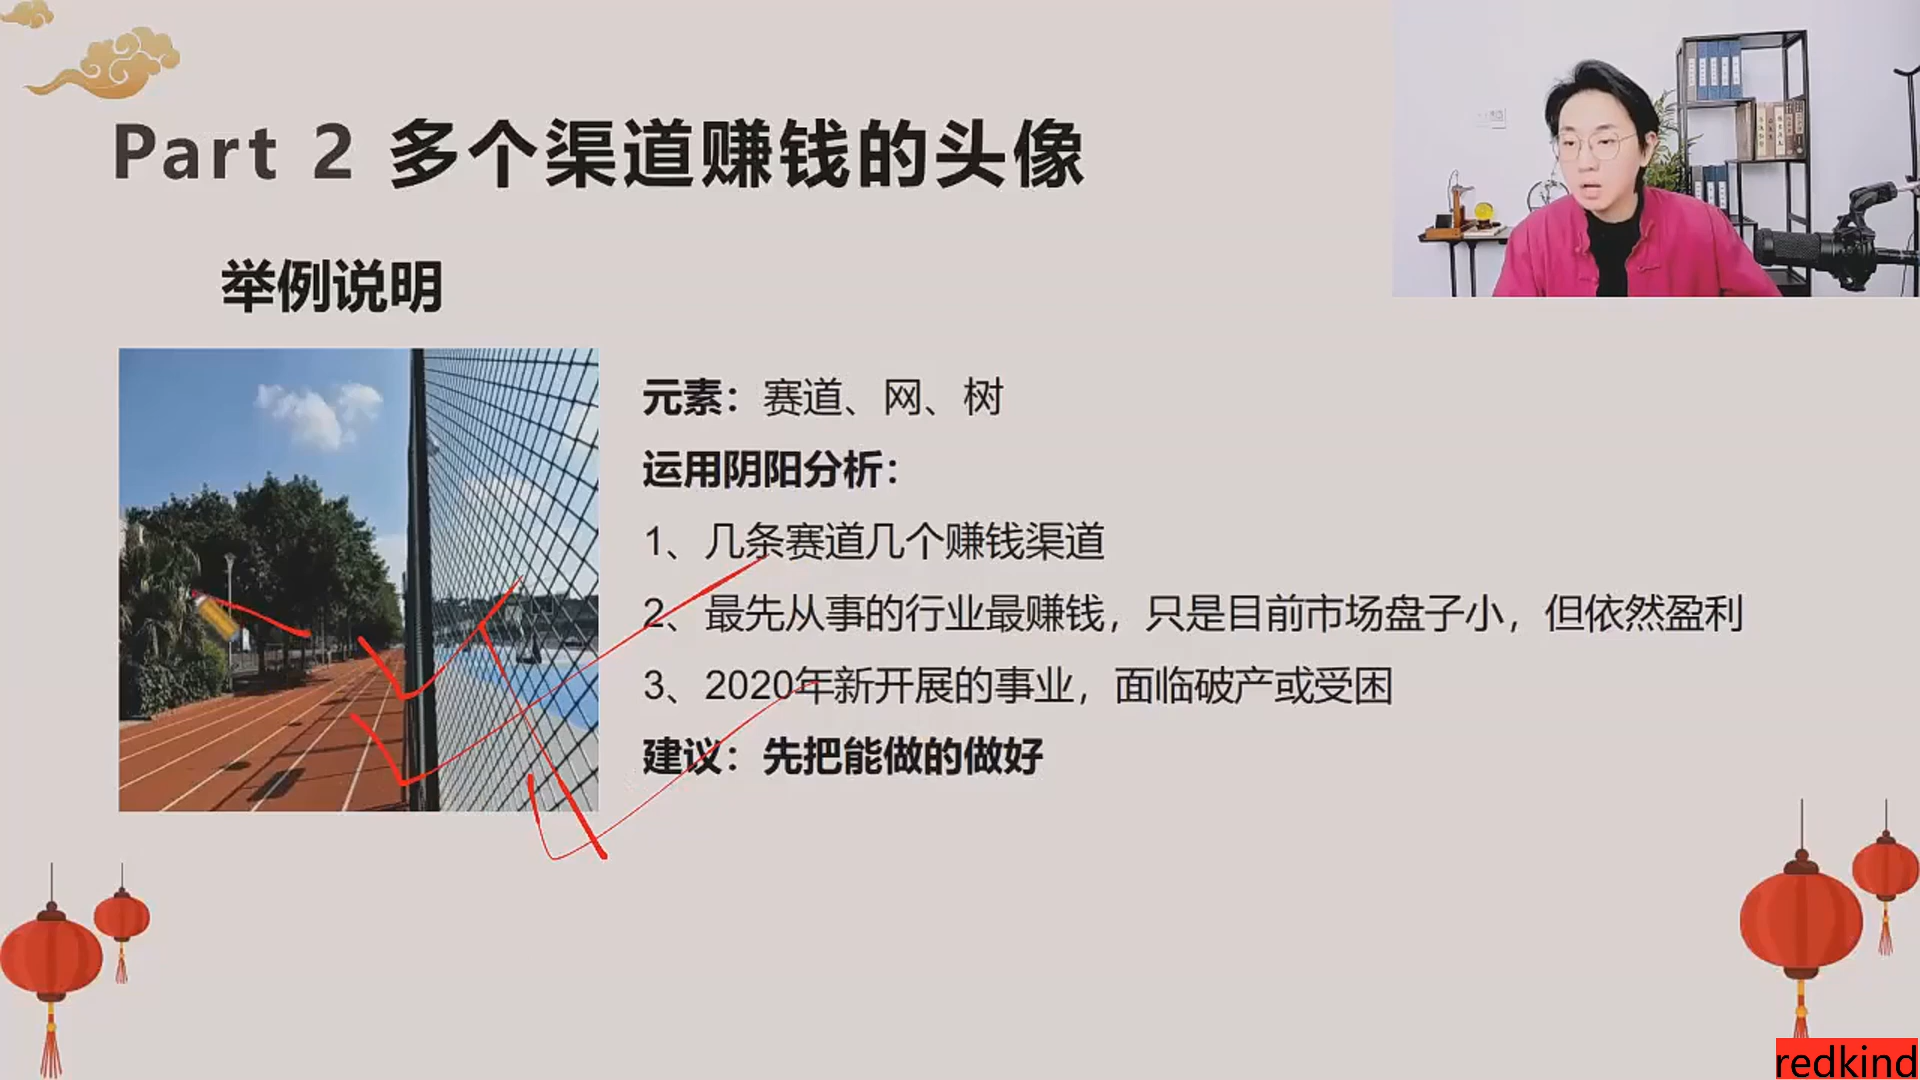 Part 2 多个渠道赚钱的头像
举例说明
元素：赛道、网、树
运用阴阳分析：
1、几条赛道几个赚钱渠道
2、最先从事的行业最赚钱，只是目前市场盘子小，但依然盈利
3、2020年新开展的事业，面临破产或受困
建议：先把能做的做好
redkind